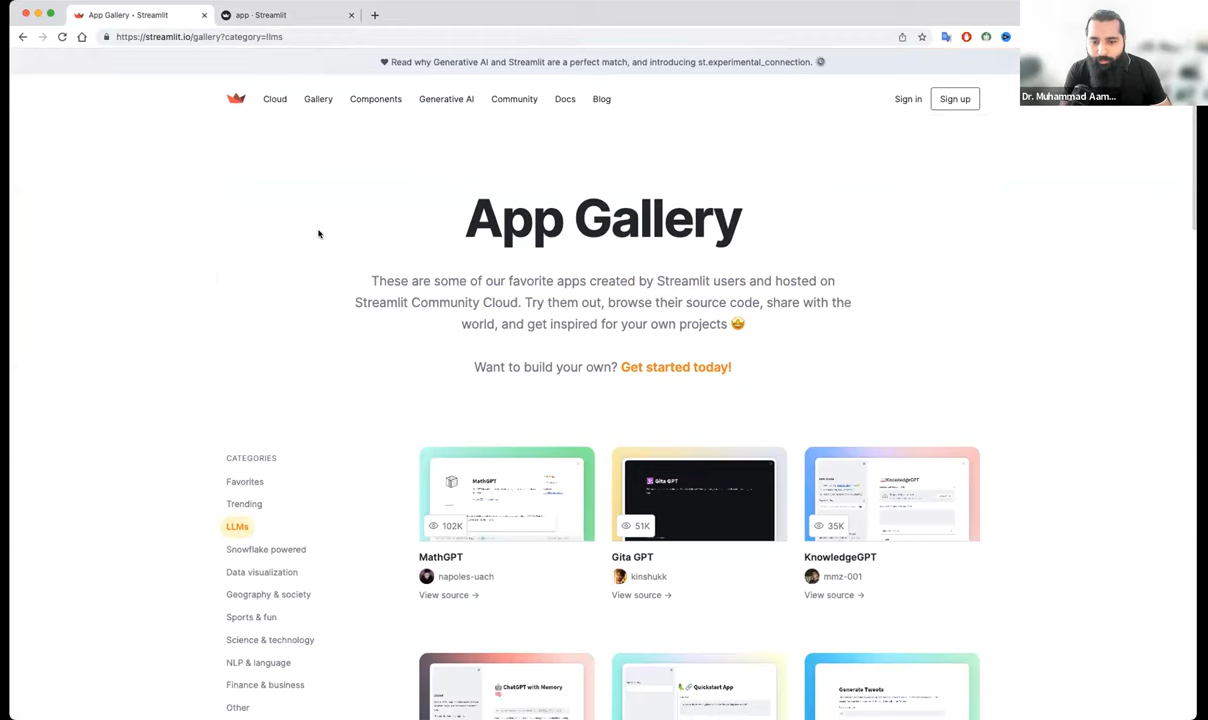 App Gallery • Streamlit
app · Streamlit
https://streamlit.io/gallery?category=llms
Read why Generative AI and Streamlit are a perfect match, and introducing st.experimental_connection.
Dr. Muhammad Aam...
Cloud Gallery Components Generative AI Community Docs Blog Sign in Sign up
App Gallery
These are some of our favorite apps created by Streamlit users and hosted on
Streamlit Community Cloud. Try them out, browse their source code, share with the
world, and get inspired for your own projects 🤩
Want to build your own? Get started today!
CATEGORIES
Favorites
Trending
LLMs
Snowflake powered
Data visualization
Geography & society
Sports & fun
Science & technology
NLP & language
Finance & business
Other
MathGPT
102K
MathGPT
napoles-uach
View source →
Gita GPT
51K
Gita GPT
kinshukk
View source →
KnowledgeGPT
35K
KnowledgeGPT
mmz-001
View source →
ChatGPT with Memory
Quickstart App
Generate Tweets